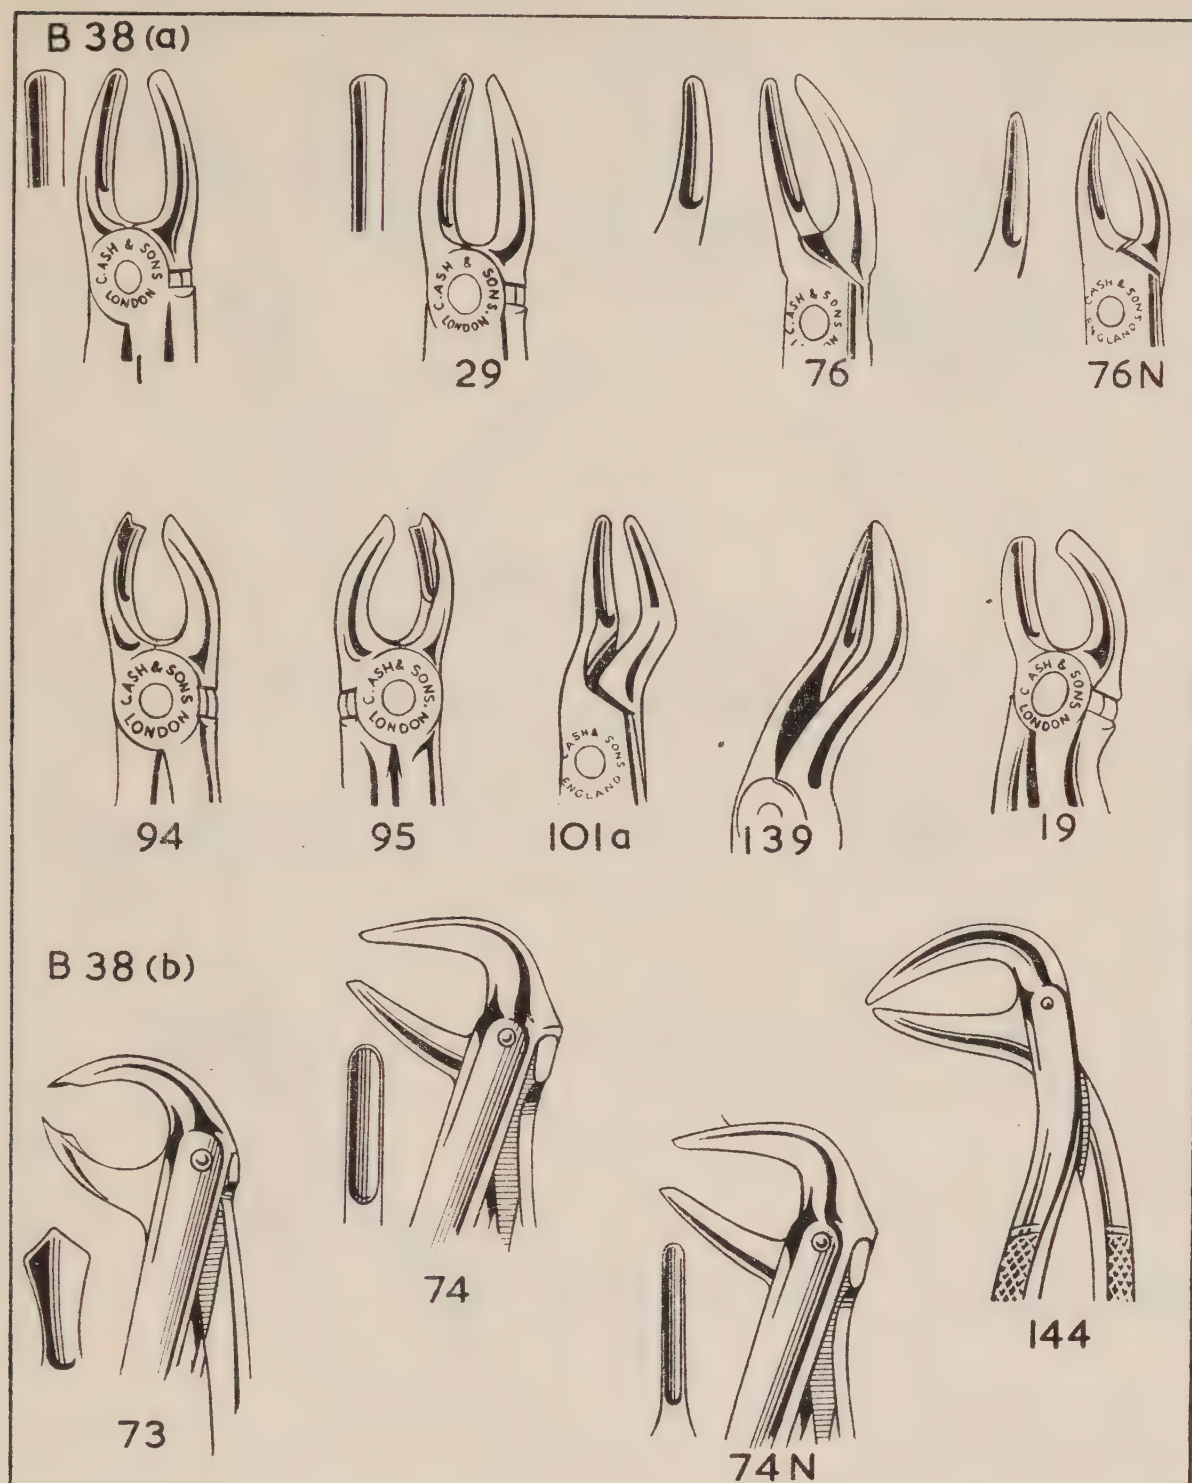 B 38 (a)
C. ASH & SONS
LONDON
C. ASH & SONS.
LONDON
C. ASH & SONS
C. ASH & SONS
ENGLAND
1
29
76
76N
C. ASH & SONS.
LONDON
C. ASH & SONS.
LONDON
C. ASH & SONS
ENGLAND
C ASH & SONS
LONDON
94
95
101a
139
19
B 38 (b)
73
74
74N
144